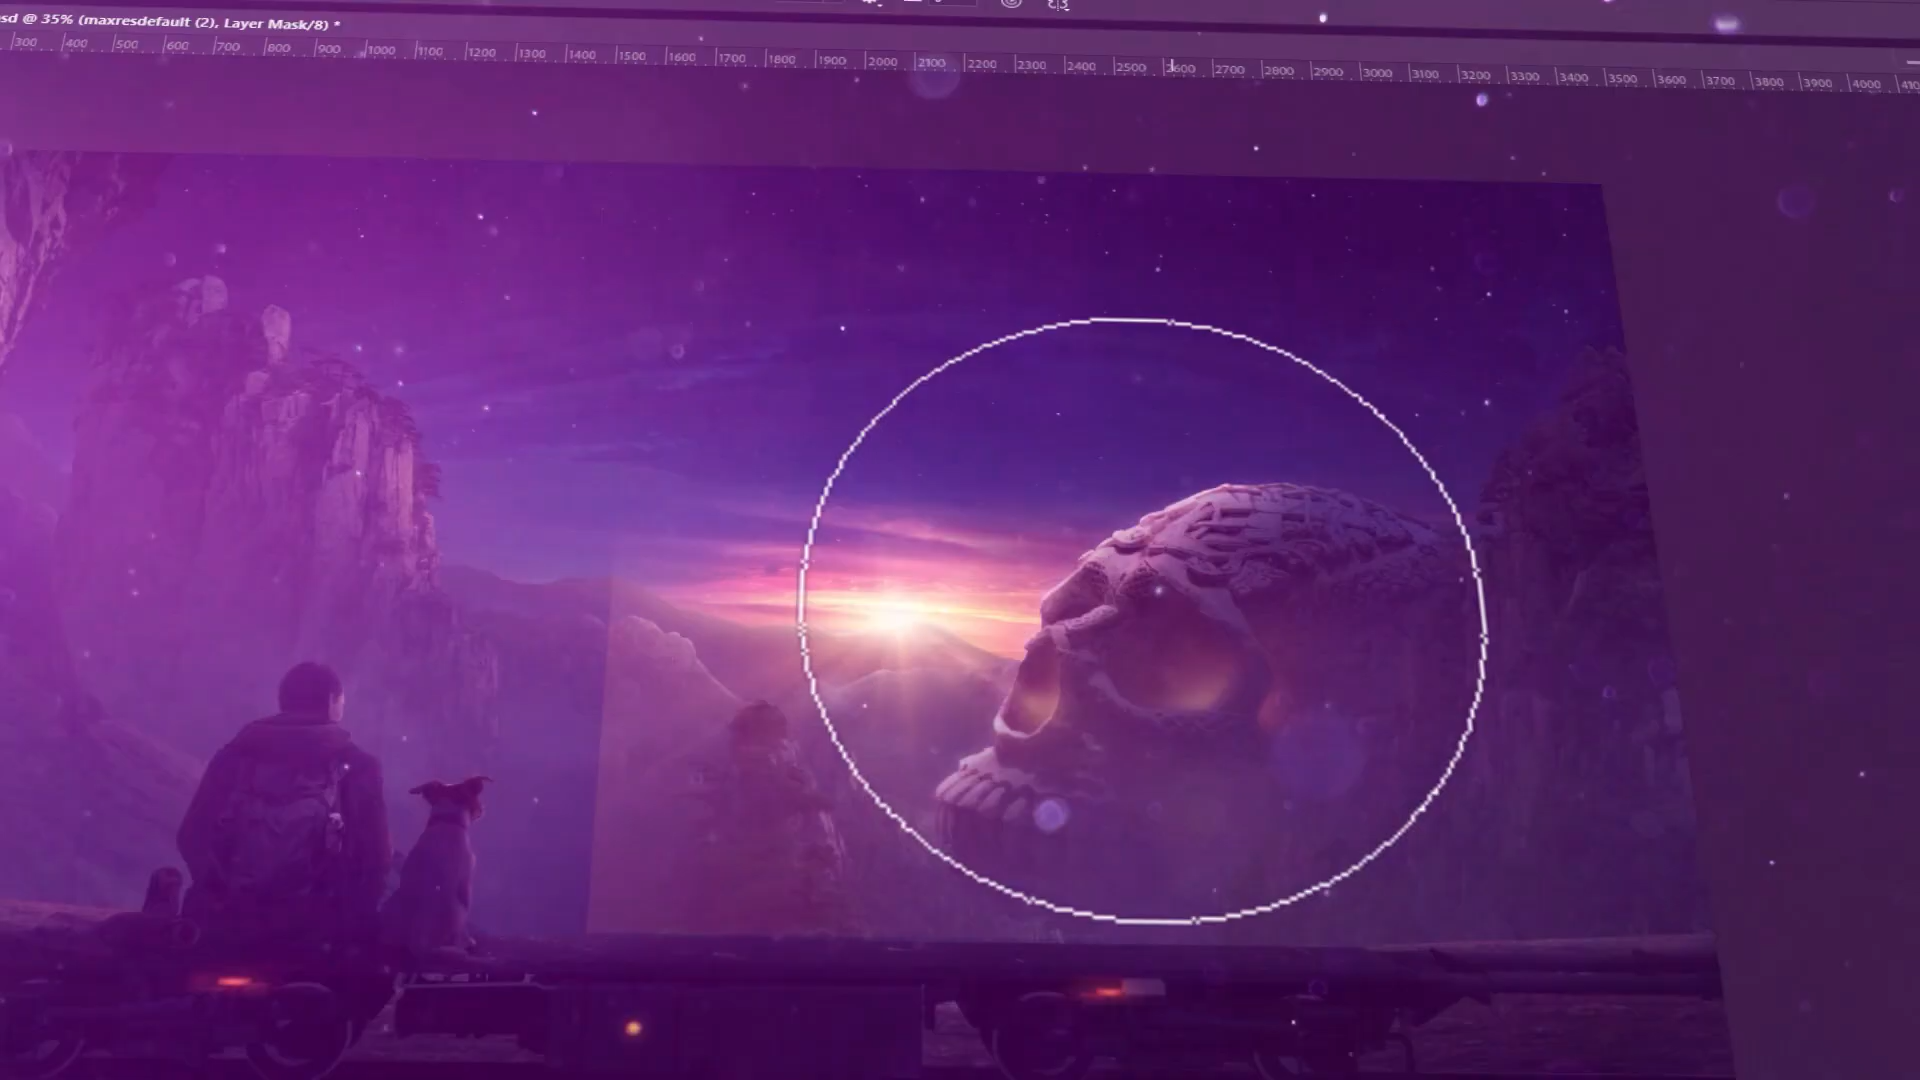 sd @ 35% (maxresdefault (2), Layer Mask/8) *
300 400 500 600 700 800 900 1000 1100 1200 1300 1400 1500 1600 1700 1800 1900 2000 2100 2200 2300 2400 2500 2600 2700 2800 2900 3000 3100 3200 3300 3400 3500 3600 3700 3800 3900 4000 410